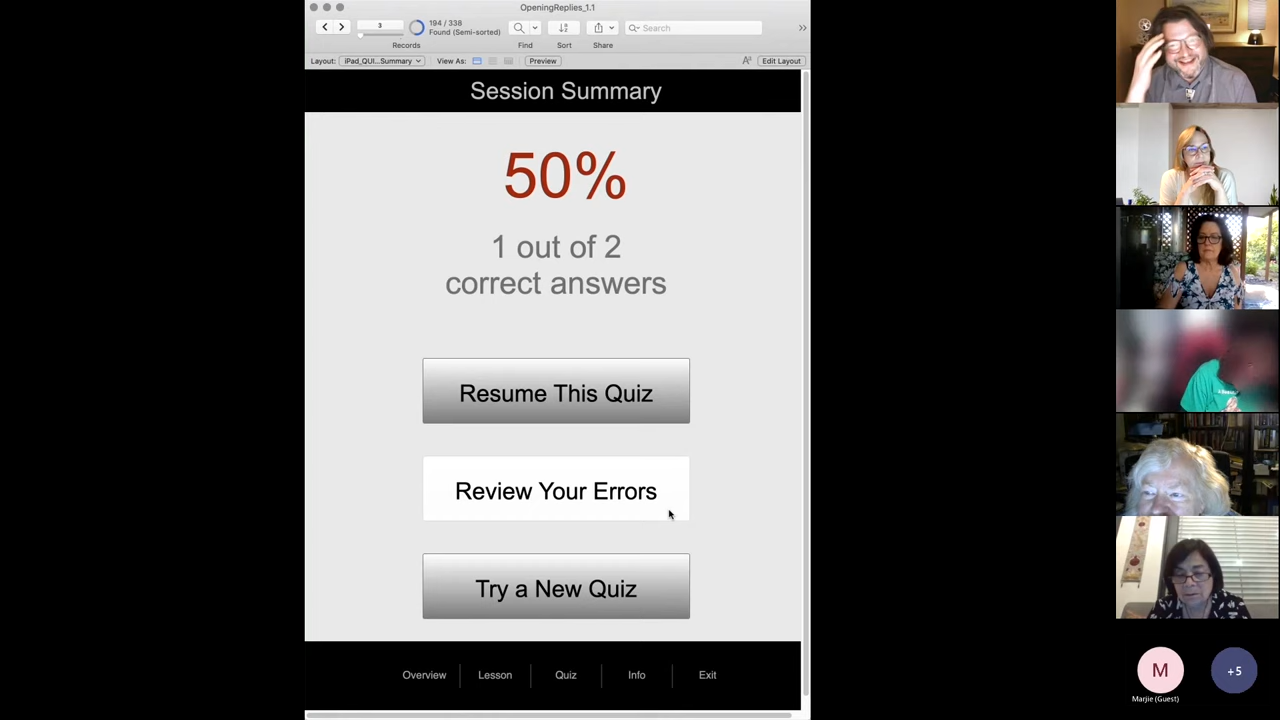 OpeningReplies_1.1
3
194 / 338
Found (Semi-sorted)
Records
Find
Sort
Share
Search
Layout:
iPad_QUI...Summary
View As:
Preview
Edit Layout
Session Summary
50%
1 out of 2
correct answers
Resume This Quiz
Review Your Errors
Try a New Quiz
Overview
Lesson
Quiz
Info
Exit
M
+5
Marjie (Guest)